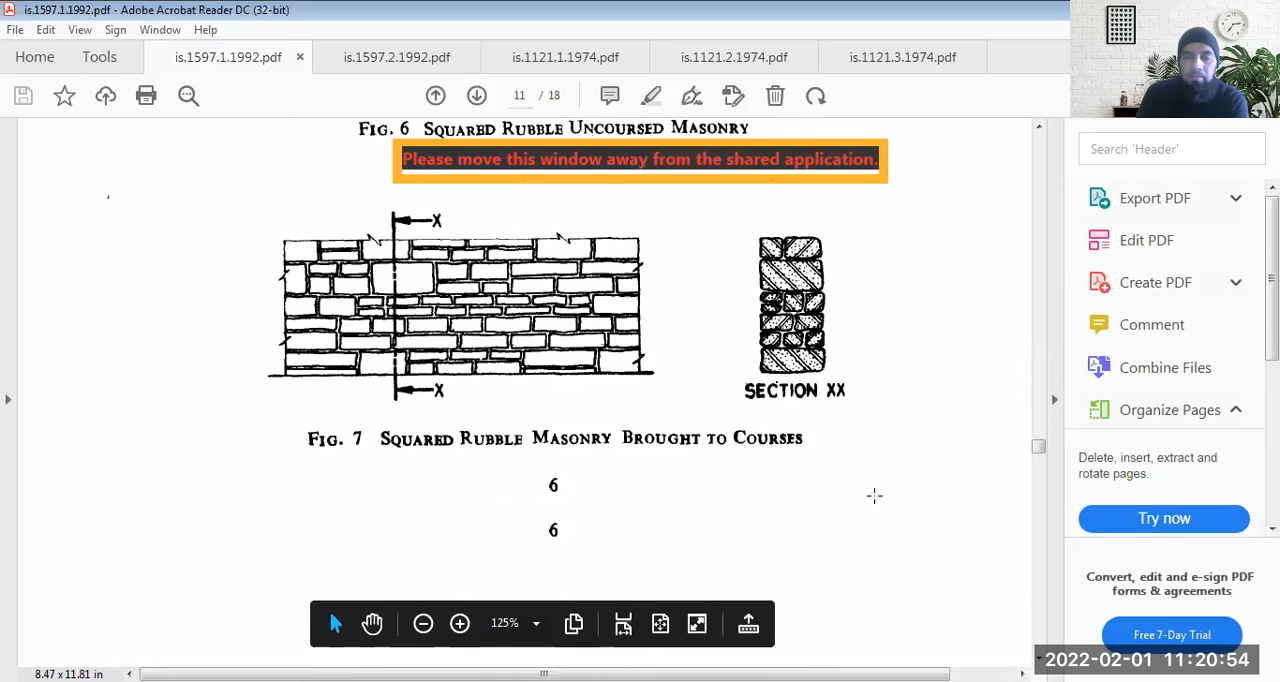 is.1597.1.1992.pdf - Adobe Acrobat Reader DC (32-bit)
File Edit View Sign Window Help
Home Tools is.1597.1.1992.pdf × is.1597.2.1992.pdf is.1121.1.1974.pdf is.1121.2.1974.pdf is.1121.3.1974.pdf
11 / 18
FIG. 6 SQUARED RUBBLE UNCOURSED MASONRY
Please move this window away from the shared application.
X
X
SECTION XX
FIG. 7 SQUARED RUBBLE MASONRY BROUGHT TO COURSES
6
6
125%
8.47 x 11.81 in
Search 'Header'
Export PDF
Edit PDF
Create PDF
Comment
Combine Files
Organize Pages
Delete, insert, extract and
rotate pages.
Try now
Convert, edit and e-sign PDF
forms & agreements
Free 7-Day Trial
2022-02-01 11:20:54